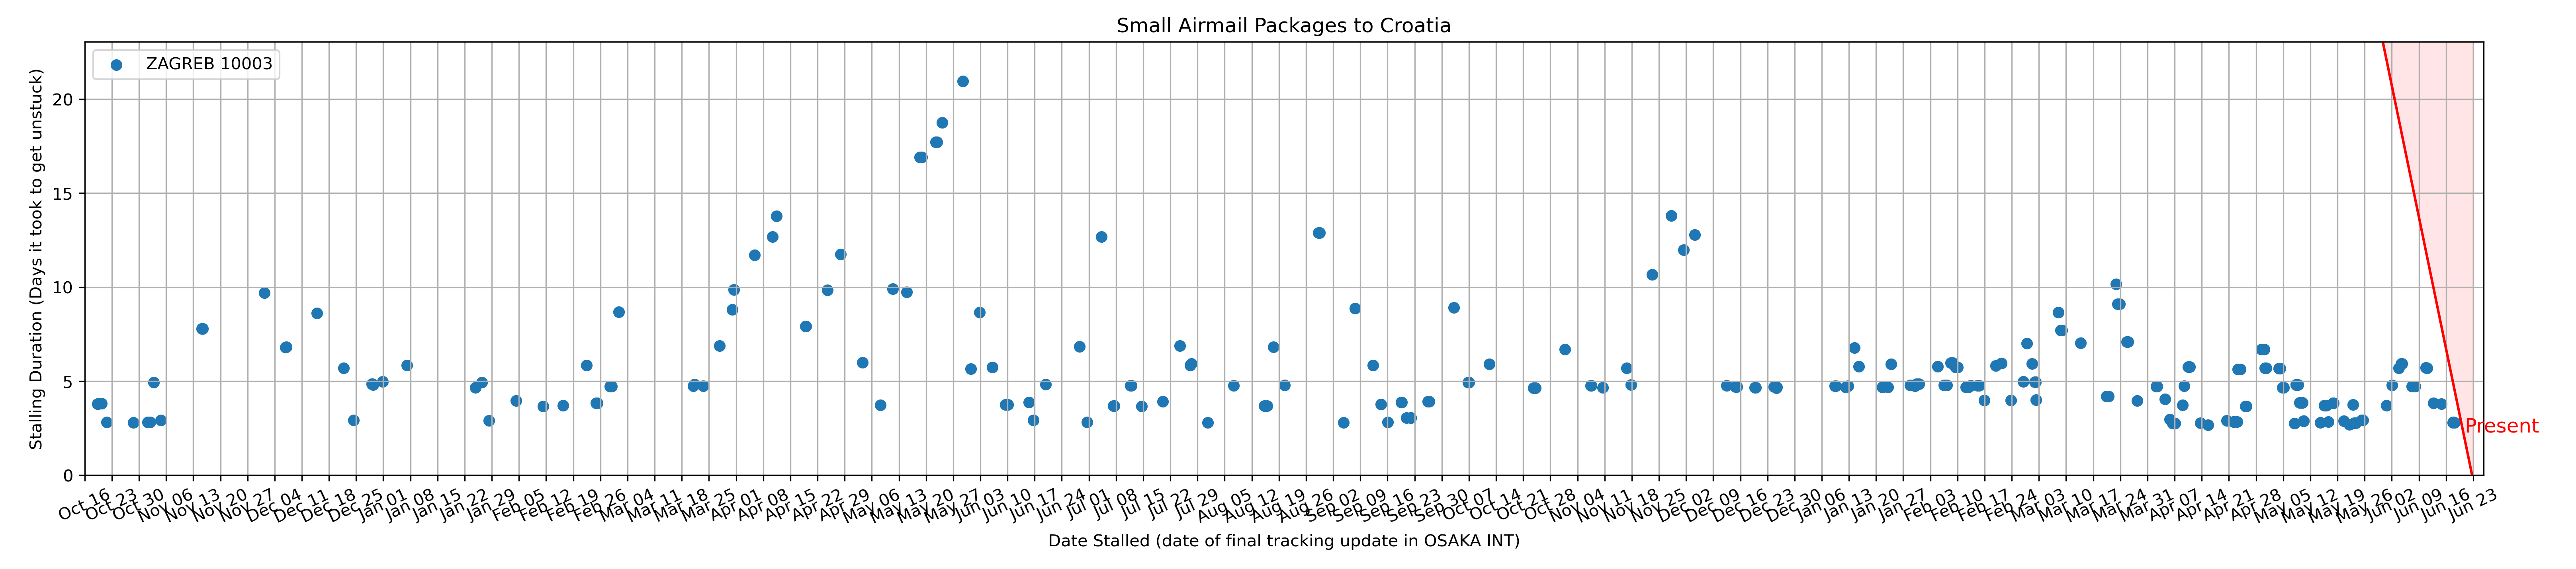 Small Airmail Packages to Croatia
ZAGREB 10003
Stalling Duration (Days it took to get unstuck)
20
15
10
5
0
Present
Oct 16 Oct 23 Oct 30 Nov 06 Nov 13 Nov 20 Nov 27 Dec 04 Dec 11 Dec 18 Dec 25 Jan 01 Jan 08 Jan 15 Jan 22 Jan 29 Feb 05 Feb 12 Feb 19 Feb 26 Mar 04 Mar 11 Mar 18 Mar 25 Apr 01 Apr 08 Apr 15 Apr 22 Apr 29 May 06 May 13 May 20 May 27 Jun 03 Jun 10 Jun 17 Jun 24 Jul 01 Jul 08 Jul 15 Jul 22 Jul 29 Aug 05 Aug 12 Aug 19 Aug 26 Sep 02 Sep 09 Sep 16 Sep 23 Sep 30 Oct 07 Oct 14 Oct 21 Oct 28 Nov 04 Nov 11 Nov 18 Nov 25 Dec 02 Dec 09 Dec 16 Dec 23 Dec 30 Jan 06 Jan 13 Jan 20 Jan 27 Feb 03 Feb 10 Feb 17 Feb 24 Mar 03 Mar 10 Mar 17 Mar 24 Mar 31 Apr 07 Apr 14 Apr 21 Apr 28 May 05 May 12 May 19 May 26 Jun 02 Jun 09 Jun 16 Jun 23
Date Stalled (date of final tracking update in OSAKA INT)